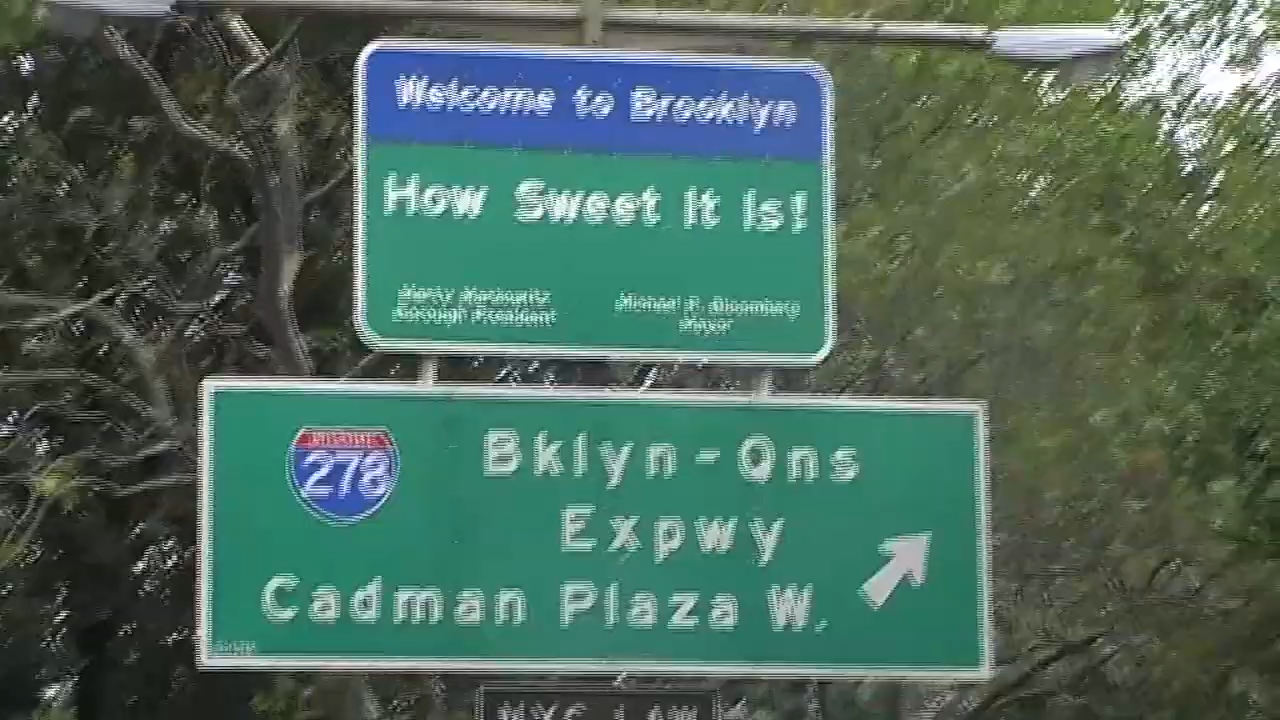 Welcome to Brooklyn
How Sweet It Is!
Marty Markowitz
Borough President
Michael R. Bloomberg
Mayor
INTERSTATE
278
Bklyn-Qns
Expwy
Cadman Plaza W.
NYC LAW